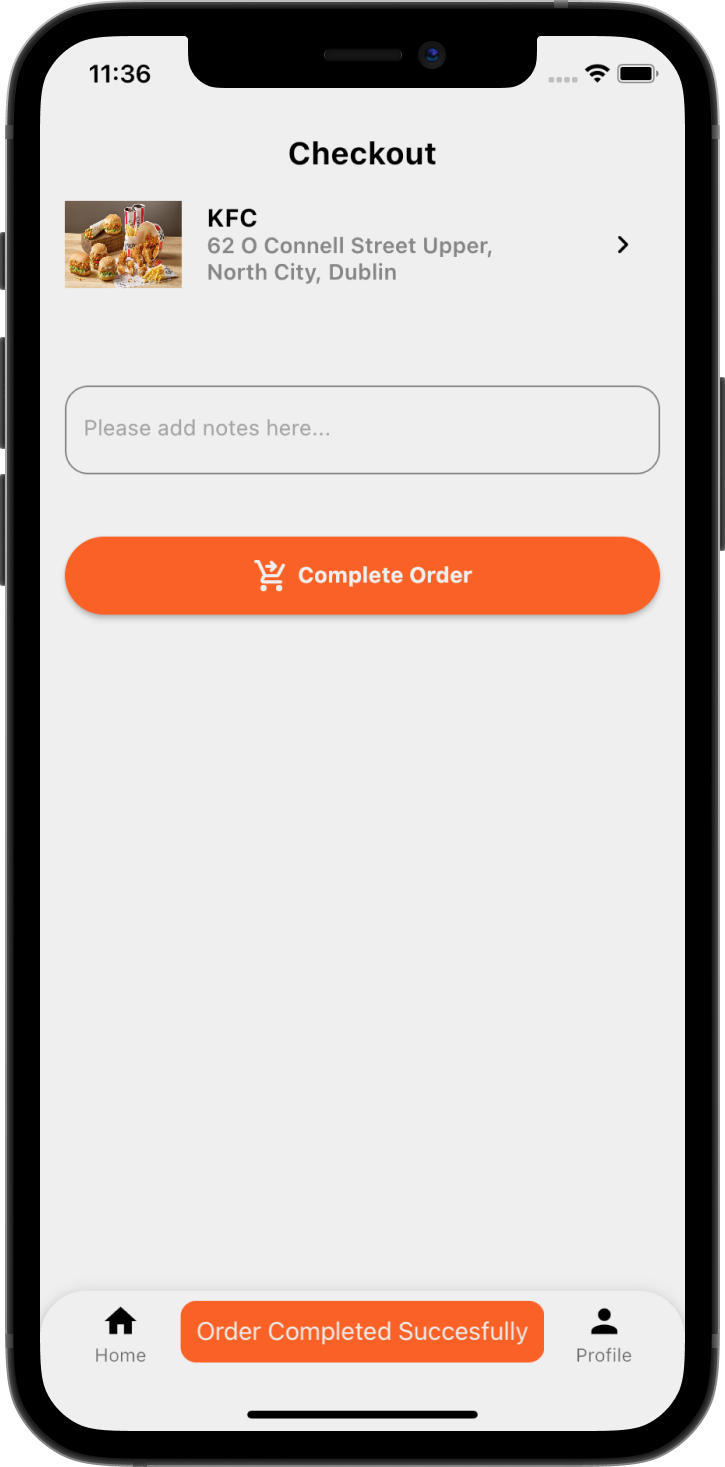 11:36
Checkout
KFC
62 O Connell Street Upper,
North City, Dublin
Please add notes here...
Complete Order
Order Completed Succesfully
Home
Profile